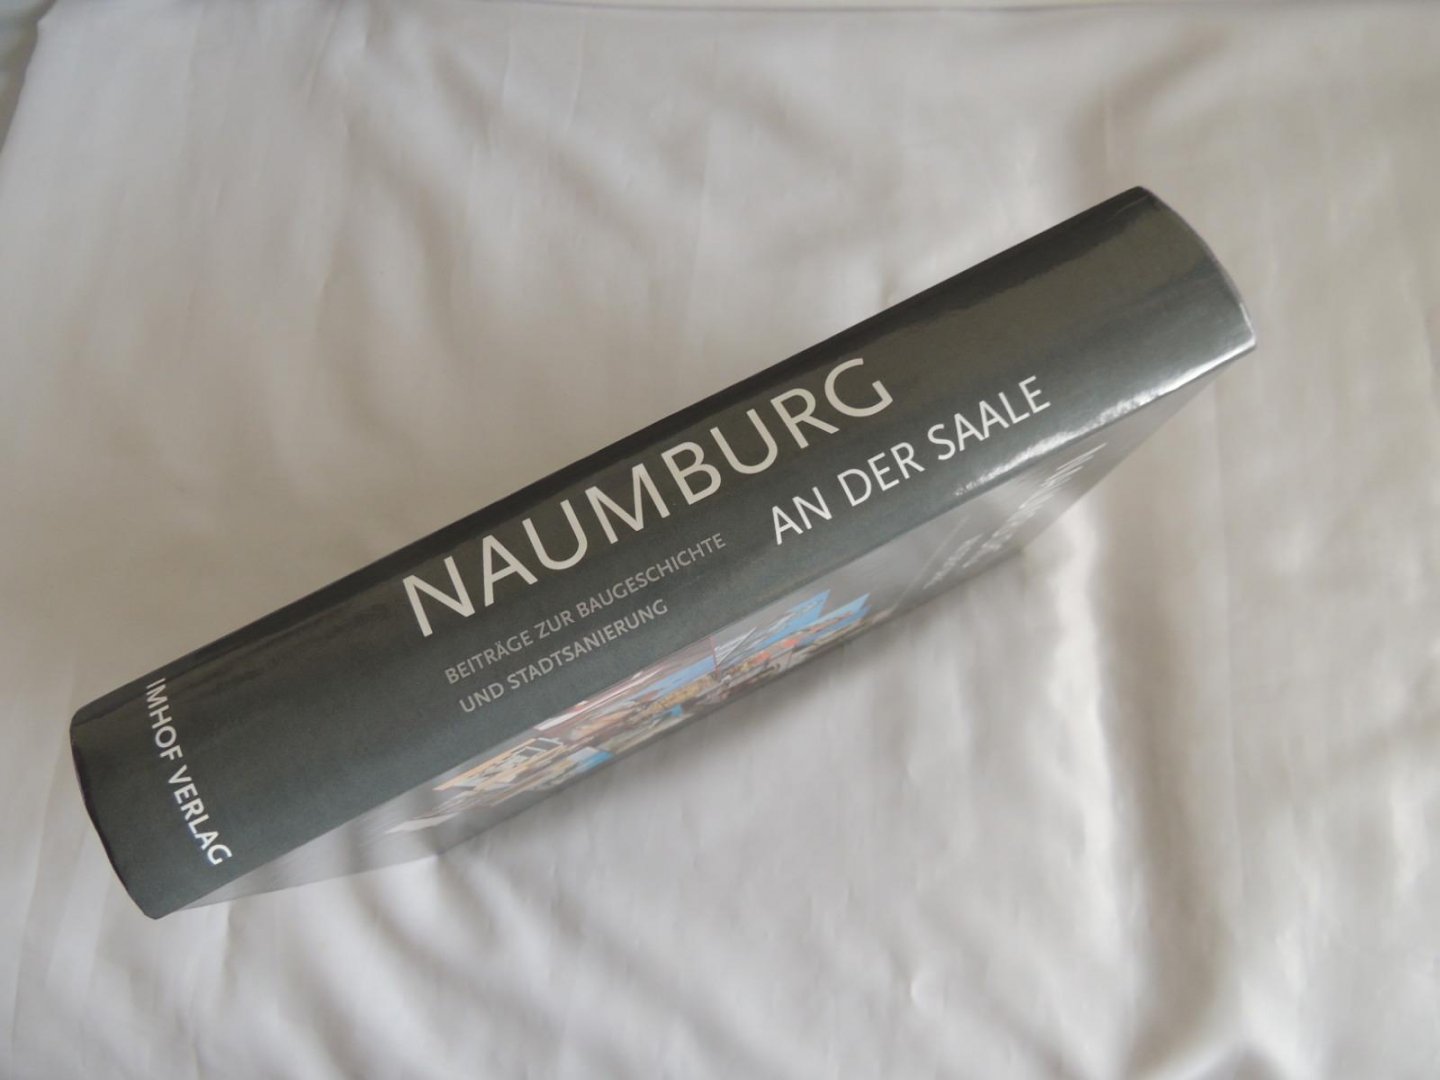 NAUMBURG
AN DER SAALE
BEITRÄGE ZUR BAUGESCHICHTE
UND STADTSANIERUNG
IMHOF VERLAG